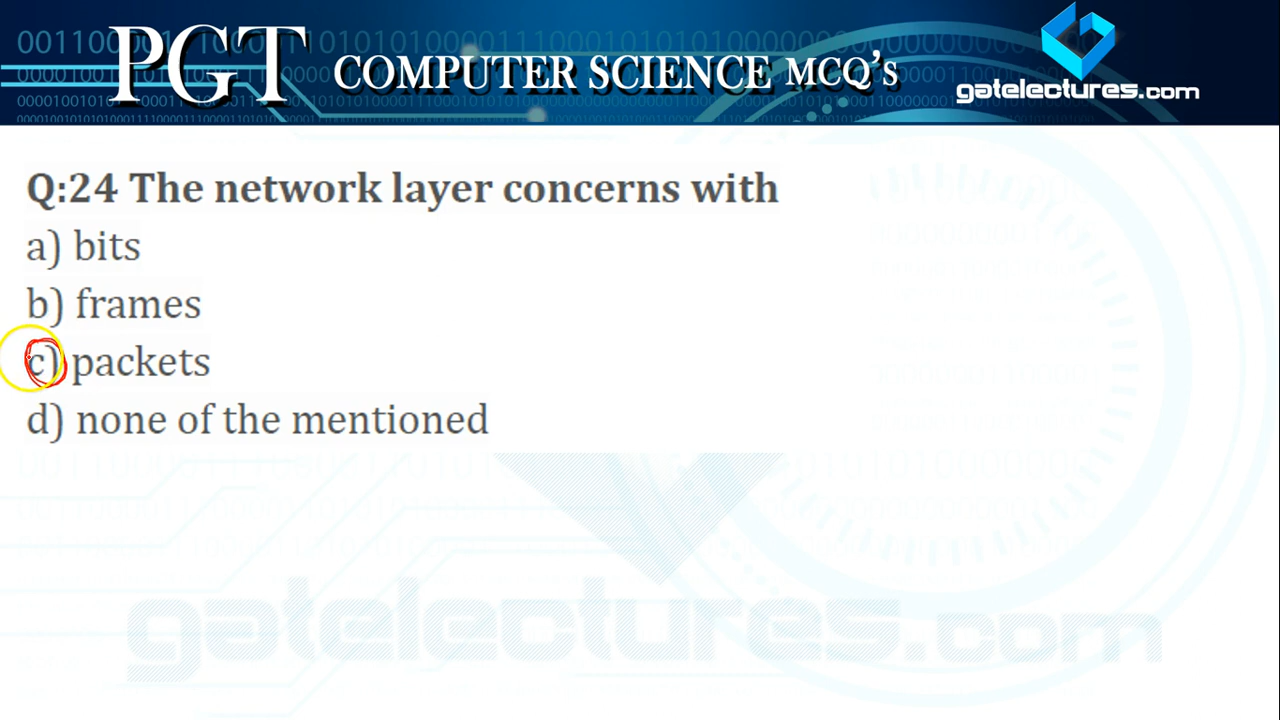 PGT COMPUTER SCIENCE MCQ's
gatelectures.com
Q:24 The network layer concerns with
a) bits
b) frames
c) packets
d) none of the mentioned
gatelectures.com